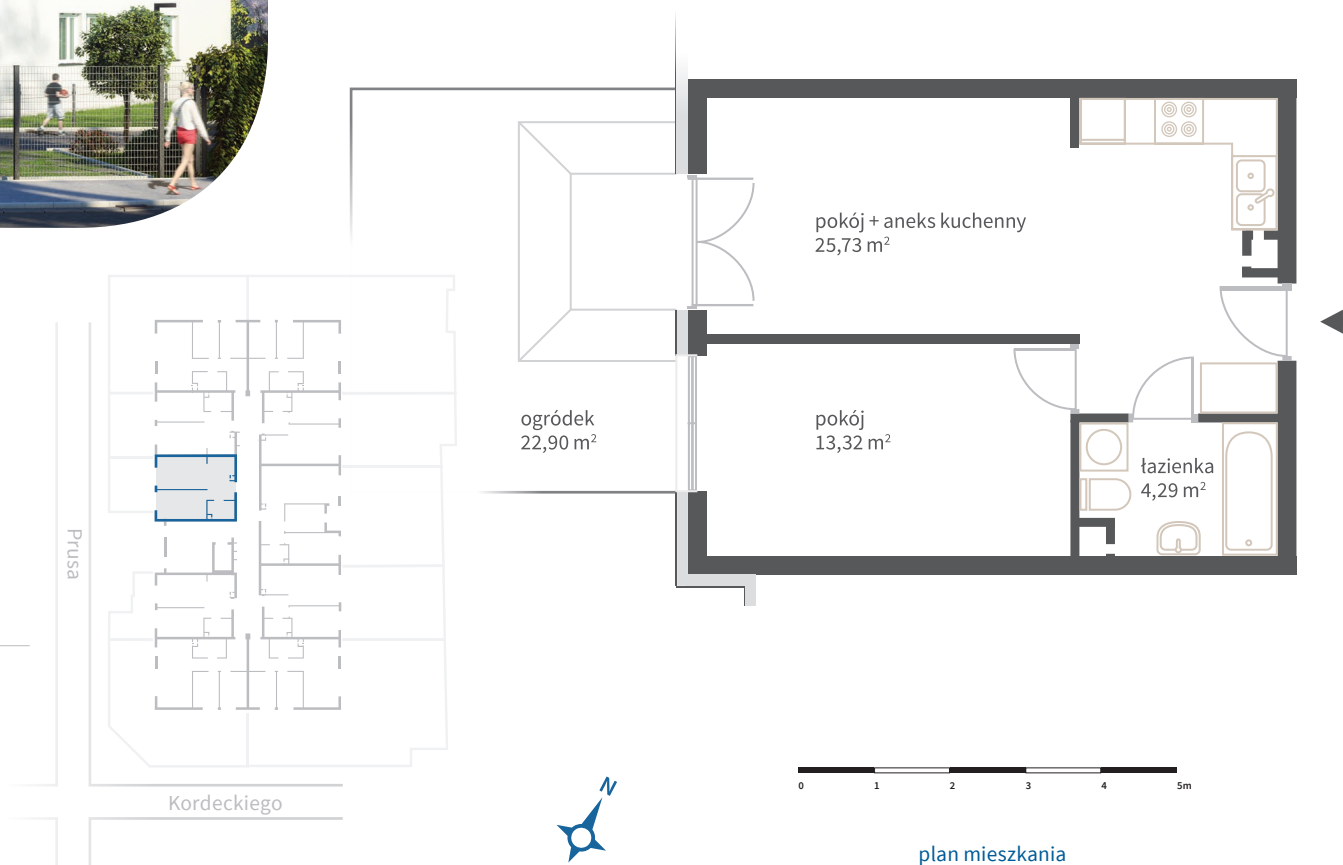 pokój + aneks kuchenny
25,73 m²
ogródek
22,90 m²
pokój
13,32 m²
łazienka
4,29 m²
Prusa
Kordeckiego
N
0 1 2 3 4 5m
plan mieszkania